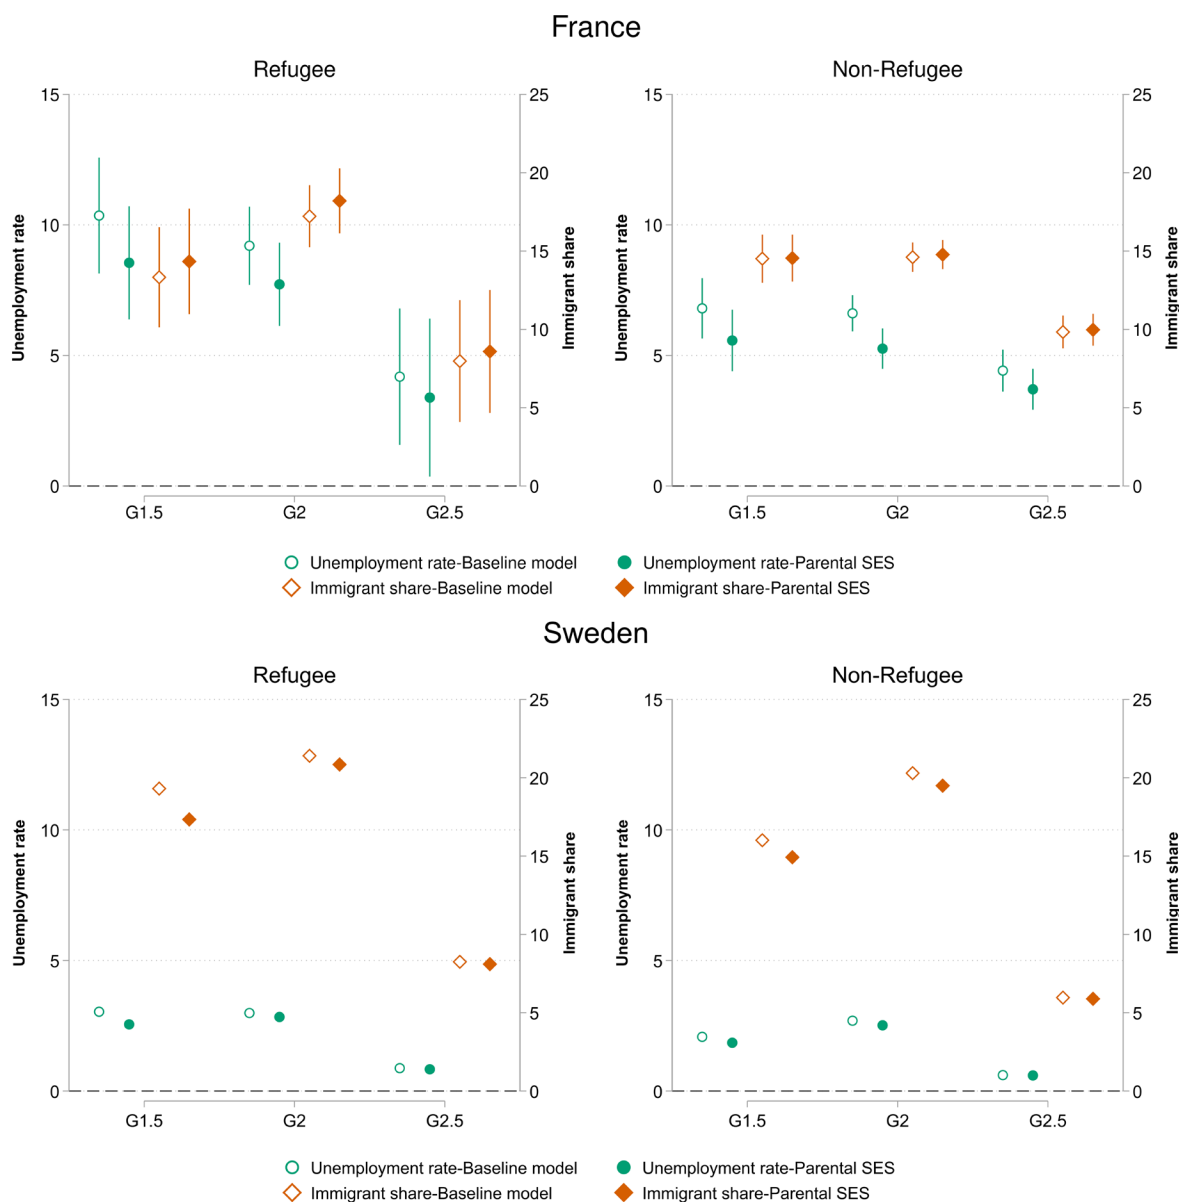 France
Refugee
Non-Refugee
15
10
5
0
Unemployment rate
25
20
15
10
5
0
Immigrant share
G1.5
G2
G2.5
15
10
5
0
Unemployment rate
25
20
15
10
5
0
Immigrant share
G1.5
G2
G2.5
Unemployment rate-Baseline model
Unemployment rate-Parental SES
Immigrant share-Baseline model
Immigrant share-Parental SES
Sweden
Refugee
Non-Refugee
15
10
5
0
Unemployment rate
25
20
15
10
5
0
Immigrant share
G1.5
G2
G2.5
15
10
5
0
Unemployment rate
25
20
15
10
5
0
Immigrant share
G1.5
G2
G2.5
Unemployment rate-Baseline model
Unemployment rate-Parental SES
Immigrant share-Baseline model
Immigrant share-Parental SES